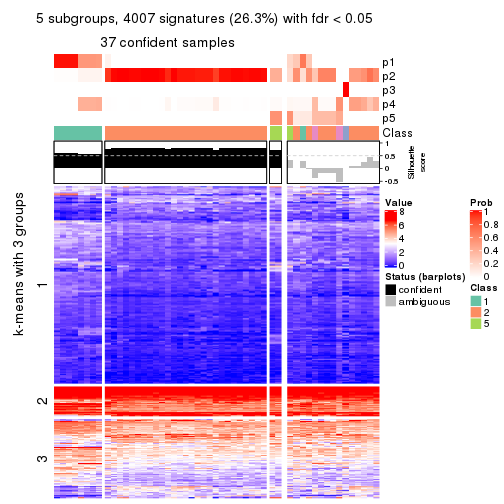 5 subgroups, 4007 signatures (26.3%) with fdr < 0.05
37 confident samples
p1
p2
p3
p4
p5
Class
1
0.5
0
-0.5
Silhouette
score
k-means with 3 groups
1
2
3
Value
8
6
4
2
0
Status (barplots)
confident
ambiguous
Prob
1
0.8
0.6
0.4
0.2
0
Class
1
2
5